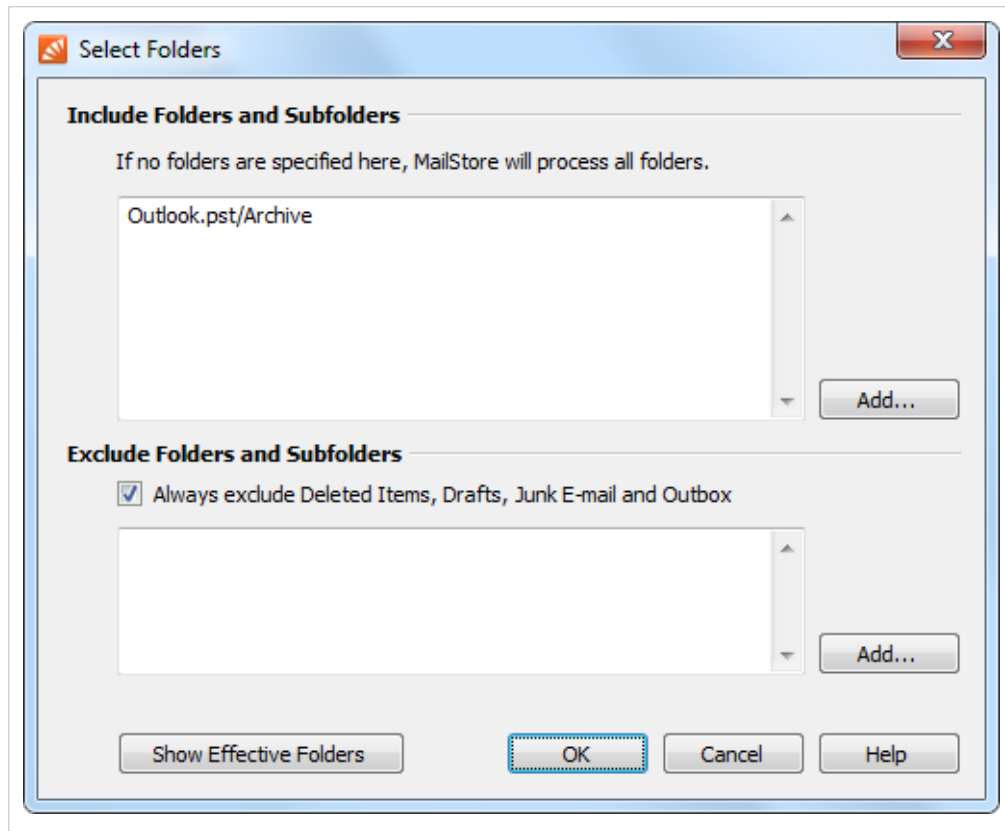 Select Folders
Include Folders and Subfolders
If no folders are specified here, MailStore will process all folders.
Outlook.pst/Archive
Add...
Exclude Folders and Subfolders
Always exclude Deleted Items, Drafts, Junk E-mail and Outbox
Add...
Show Effective Folders OK Cancel Help